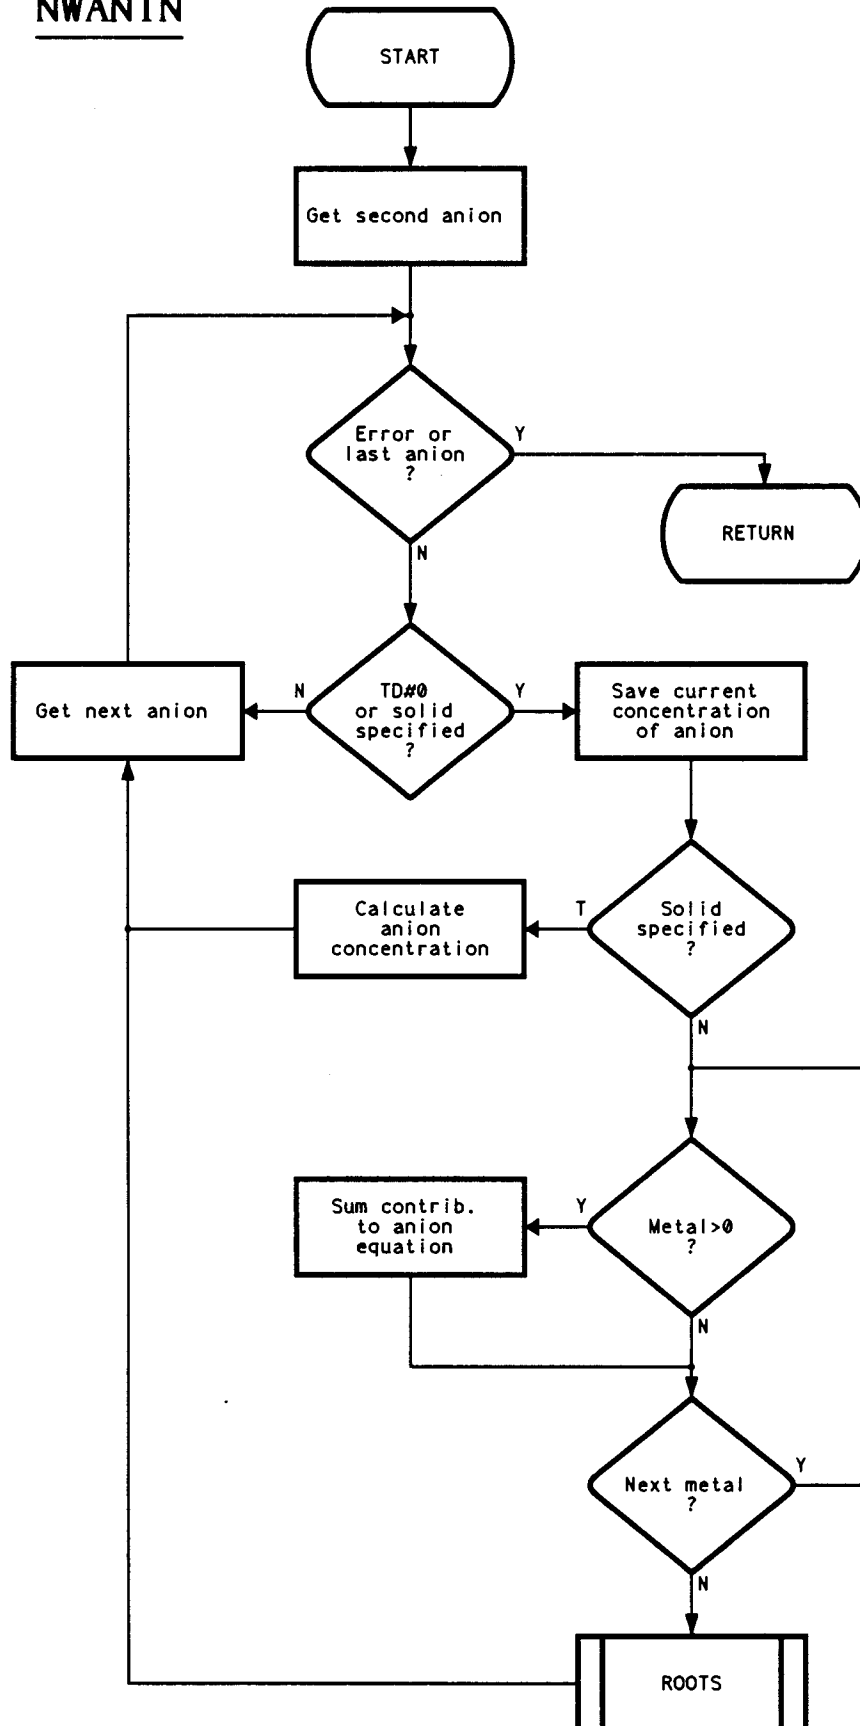 NWANIN
START
Get second anion
Error or
last anion
?
Y
N
RETURN
Get next anion
N
TD#0
or solid
specified
?
Y
Save current
concentration
of anion
Calculate
anion
concentration
T
Solid
specified
?
N
Sum contrib.
to anion
equation
Y
Metal>0
?
N
Next metal
?
Y
N
ROOTS